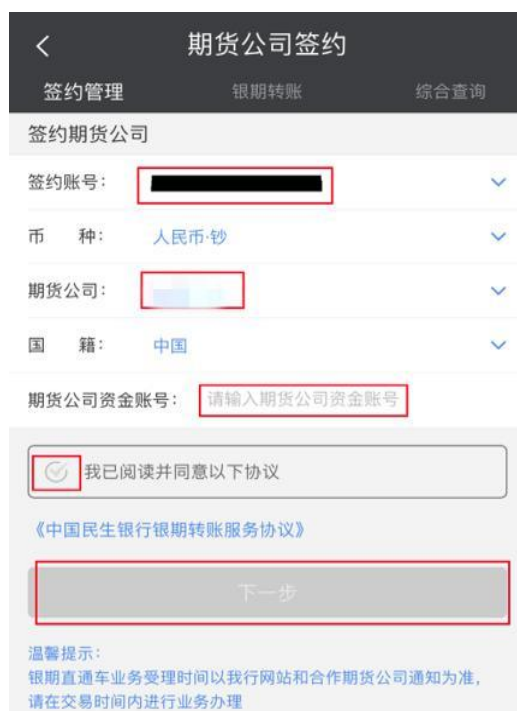 期货公司签约
签约管理 银期转账 综合查询
签约期货公司
签约账号：
币 种： 人民币·钞
期货公司：
国 籍： 中国
期货公司资金账号： 请输入期货公司资金账号
我已阅读并同意以下协议
《中国民生银行银期转账服务协议》
下一步
温馨提示：
银期直通车业务受理时间以我行网站和合作期货公司通知为准，
请在交易时间内进行业务办理